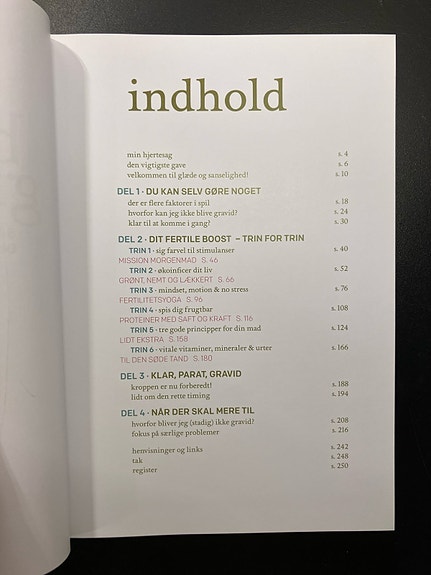 indhold
min hjertesag s. 4
den vigtigste gave s. 6
velkommen til glæde og sanselighed! s. 10
DEL 1 · DU KAN SELV GØRE NOGET
der er flere faktorer i spil s. 18
hvorfor kan jeg ikke blive gravid? s. 24
klar til at komme i gang? s. 30
DEL 2 · DIT FERTILE BOOST – TRIN FOR TRIN
TRIN 1 · sig farvel til stimulanser s. 40
MISSION MORGENMAD S. 46
TRIN 2 · økoinficer dit liv s. 52
GRØNT, NEMT OG LÆKKERT S. 66
TRIN 3 · mindset, motion & no stress s. 76
FERTILITETSYOGA S. 96
TRIN 4 · spis dig frugtbar s. 108
PROTEINER MED SAFT OG KRAFT S. 116
TRIN 5 · tre gode principper for din mad s. 124
LIDT EKSTRA S. 158
TRIN 6 · vitale vitaminer, mineraler & urter s. 166
TIL DEN SØDE TAND S. 180
DEL 3 · KLAR, PARAT, GRAVID
kroppen er nu forberedt! s. 188
lidt om den rette timing s. 194
DEL 4 · NÅR DER SKAL MERE TIL
hvorfor bliver jeg (stadig) ikke gravid? s. 208
fokus på særlige problemer s. 216
henvisninger og links s. 242
tak s. 248
register s. 250